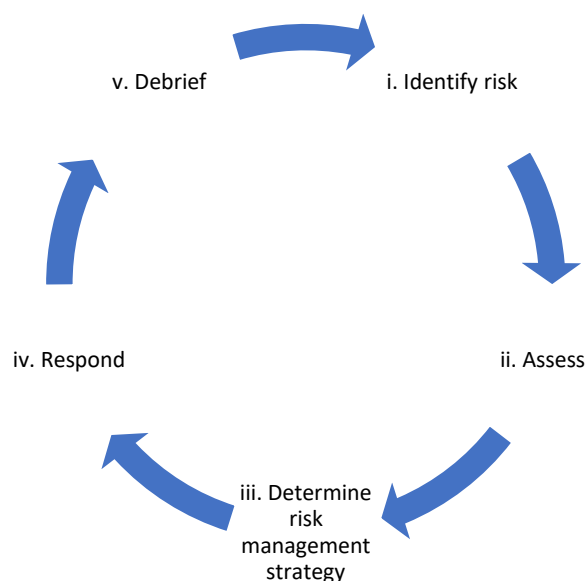 i. Identify risk
ii. Assess
iii. Determine
risk
management
strategy
iv. Respond
v. Debrief